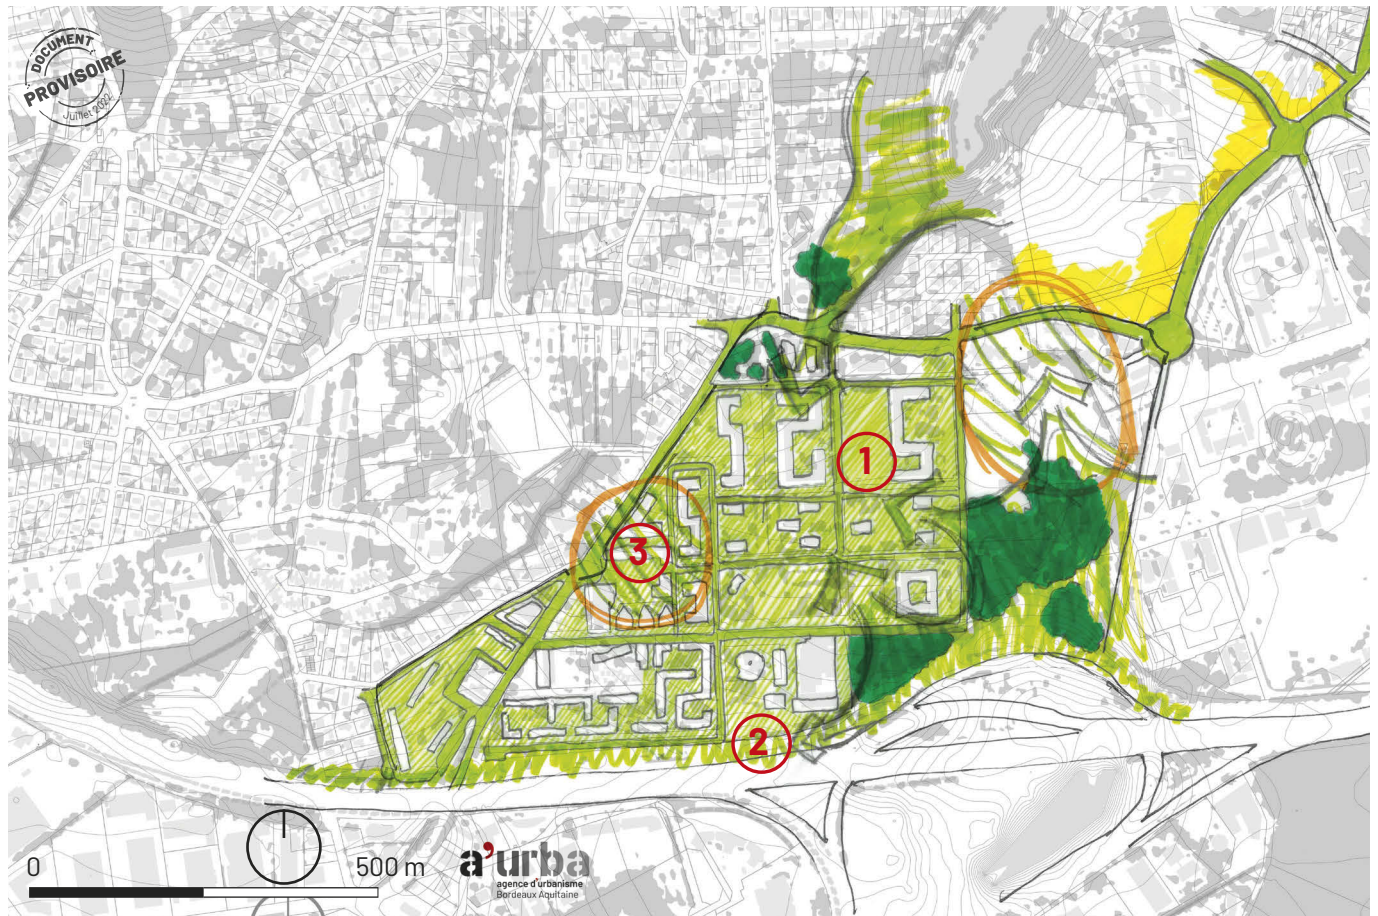 DOCUMENT
PROVISOIRE
Juillet 2022
1
3
2
0
500 m
a'urba
agence d'urbanisme
Bordeaux Aquitaine